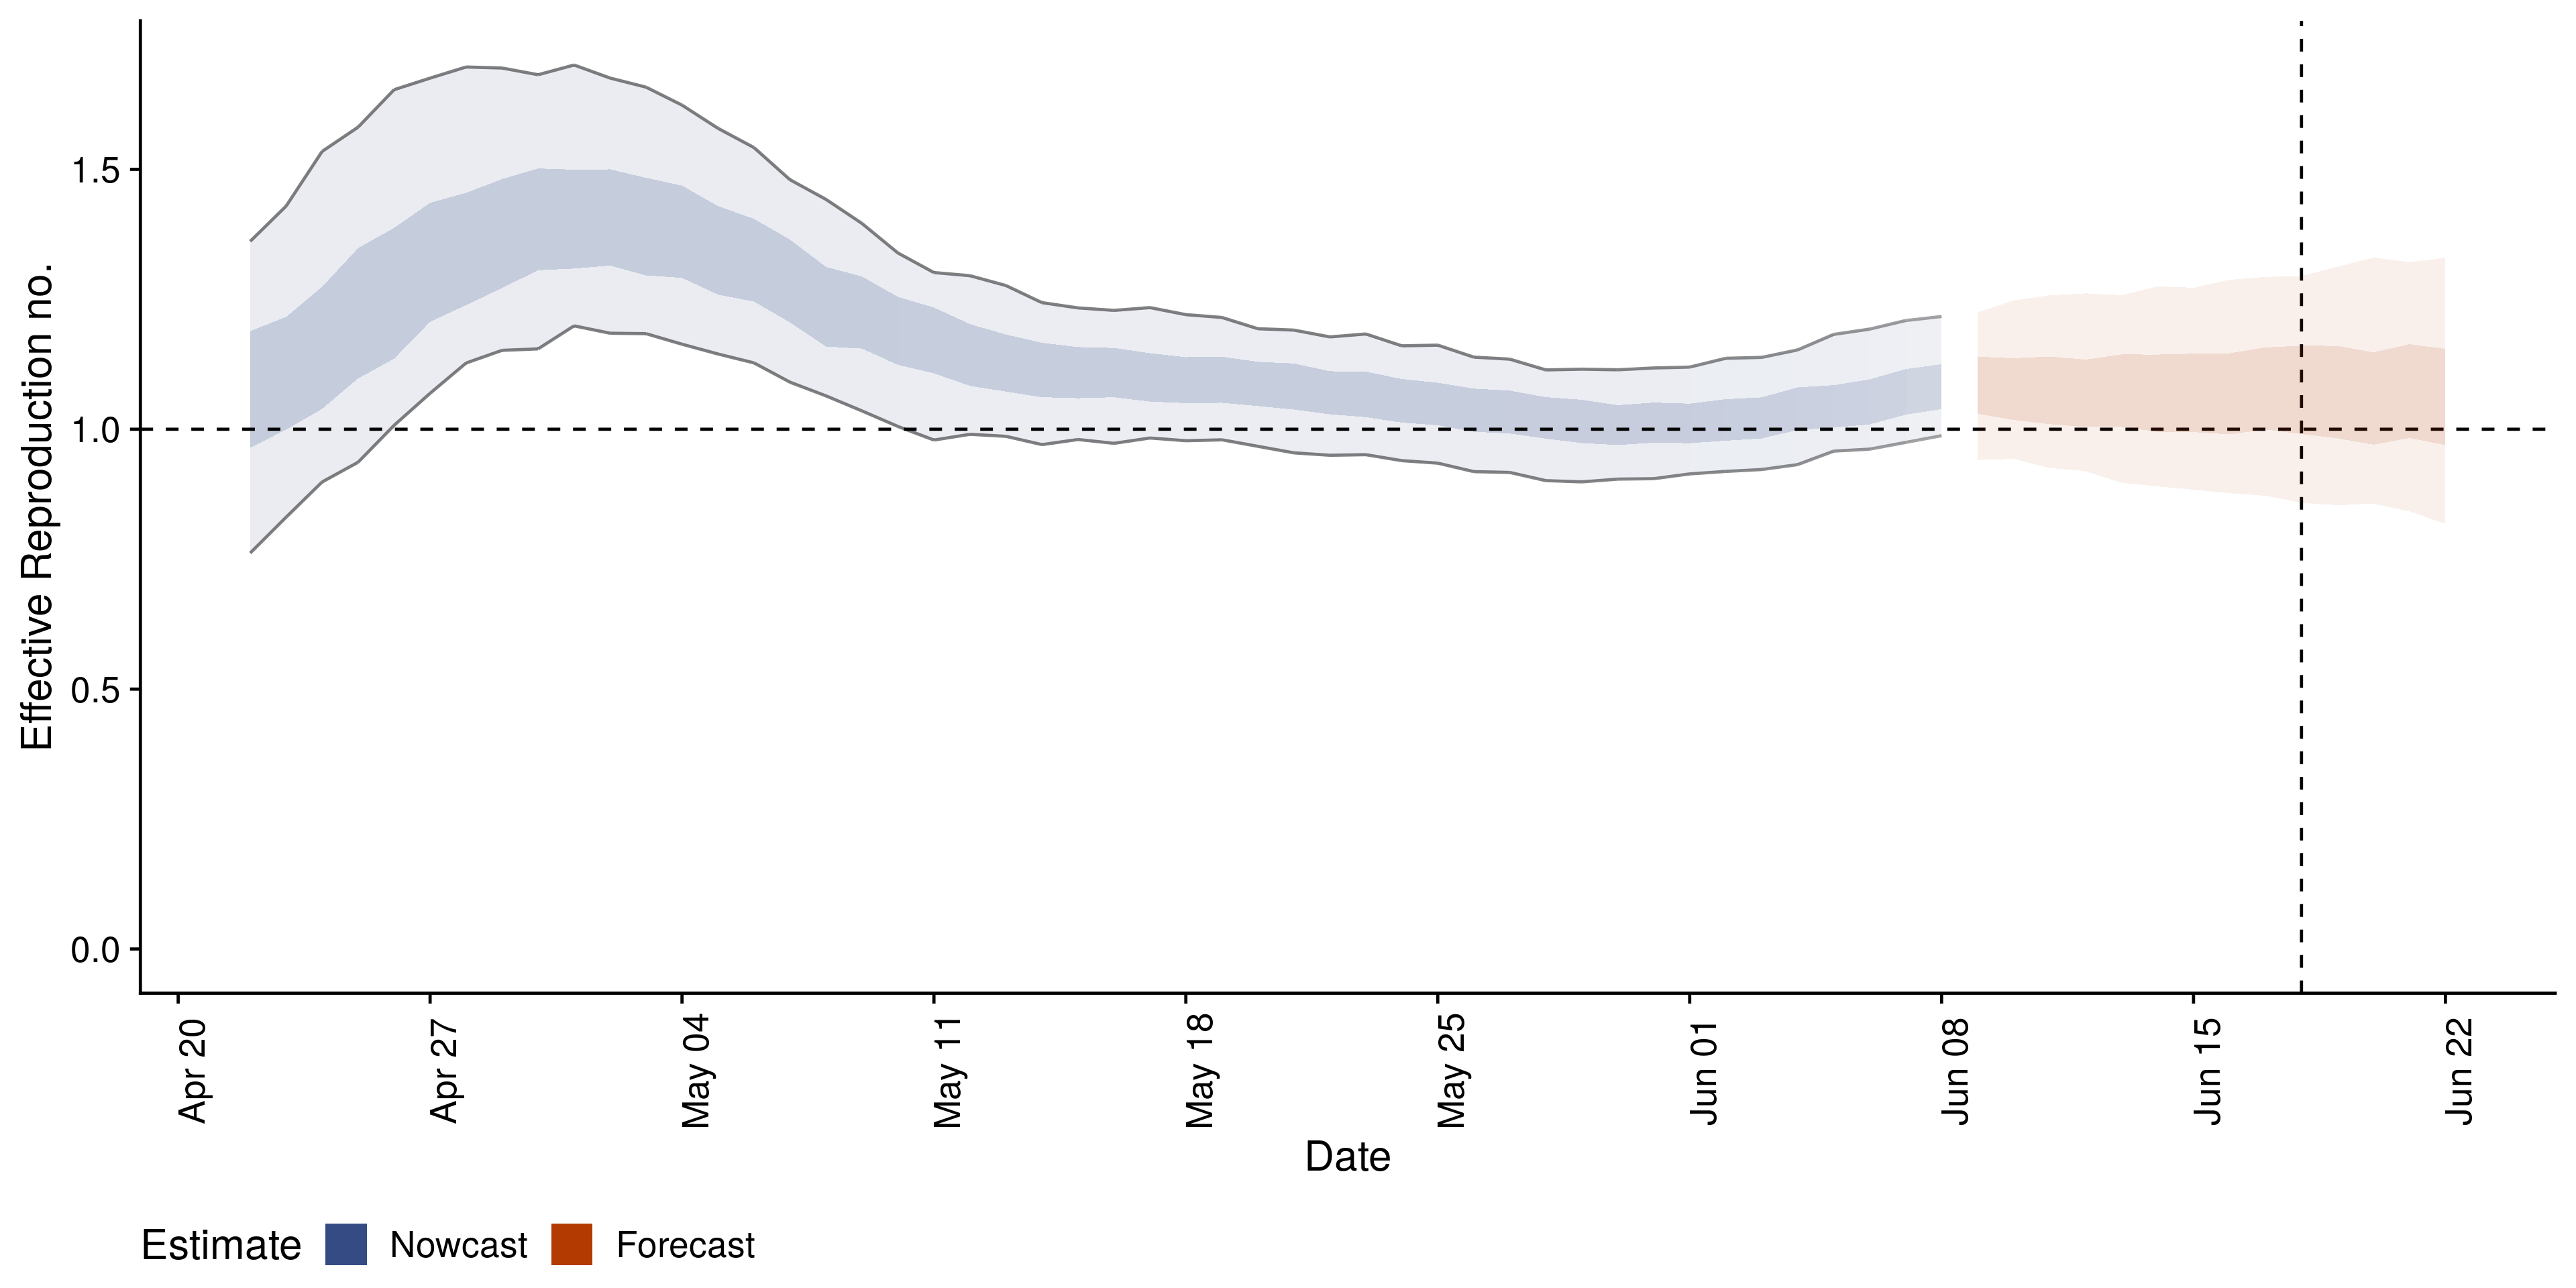 Effective Reproduction no.
1.5
1.0
0.5
0.0
Apr 20
Apr 27
May 04
May 11
May 18
May 25
Jun 01
Jun 08
Jun 15
Jun 22
Date
Estimate Nowcast Forecast